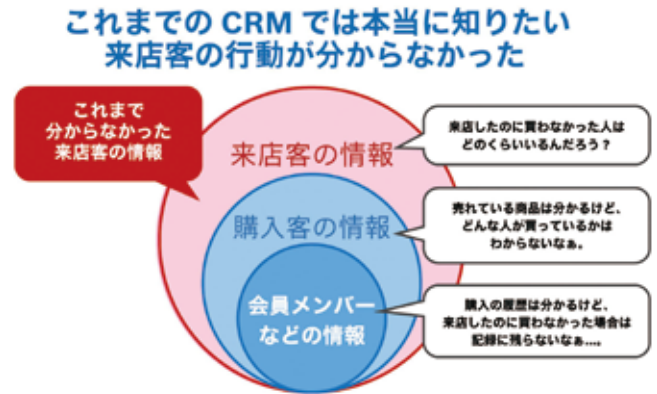 これまでの CRM では本当に知りたい
来店客の行動が分からなかった
これまで
分からなかった
来店客の情報
来店客の情報
来店したのに買わなかった人は
どのくらいいるんだろう？
購入客の情報
売れている商品は分かるけど、
どんな人が買っているかは
わからないなぁ。
会員メンバー
などの情報
購入の履歴は分かるけど、
来店したのに買わなかった場合は
記録に残らないなぁ…。